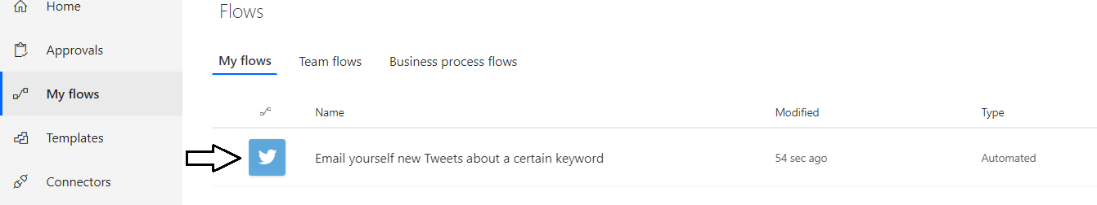 Home
Approvals
My flows
Templates
Connectors
Flows
My flows Team flows Business process flows
Name Modified Type
Email yourself new Tweets about a certain keyword 54 sec ago Automated